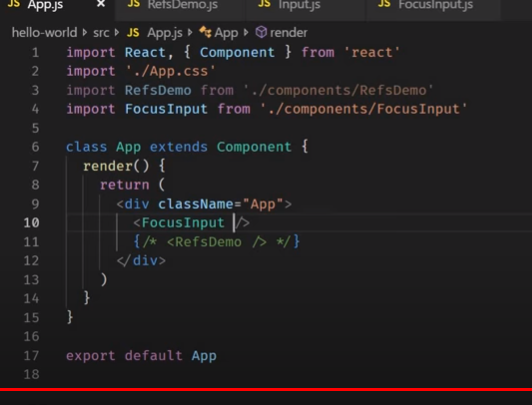 JS App.js × JS RefsDemo.js JS Input.js JS FocusInput.js
hello-world › src › JS App.js › App › render
1 import React, { Component } from 'react'
2 import './App.css'
3 import RefsDemo from './components/RefsDemo'
4 import FocusInput from './components/FocusInput'
5
6 class App extends Component {
7 render() {
8 return (
9 <div className="App">
10 <FocusInput />
11 {/* <RefsDemo /> */}
12 </div>
13 )
14 }
15 }
16
17 export default App
18